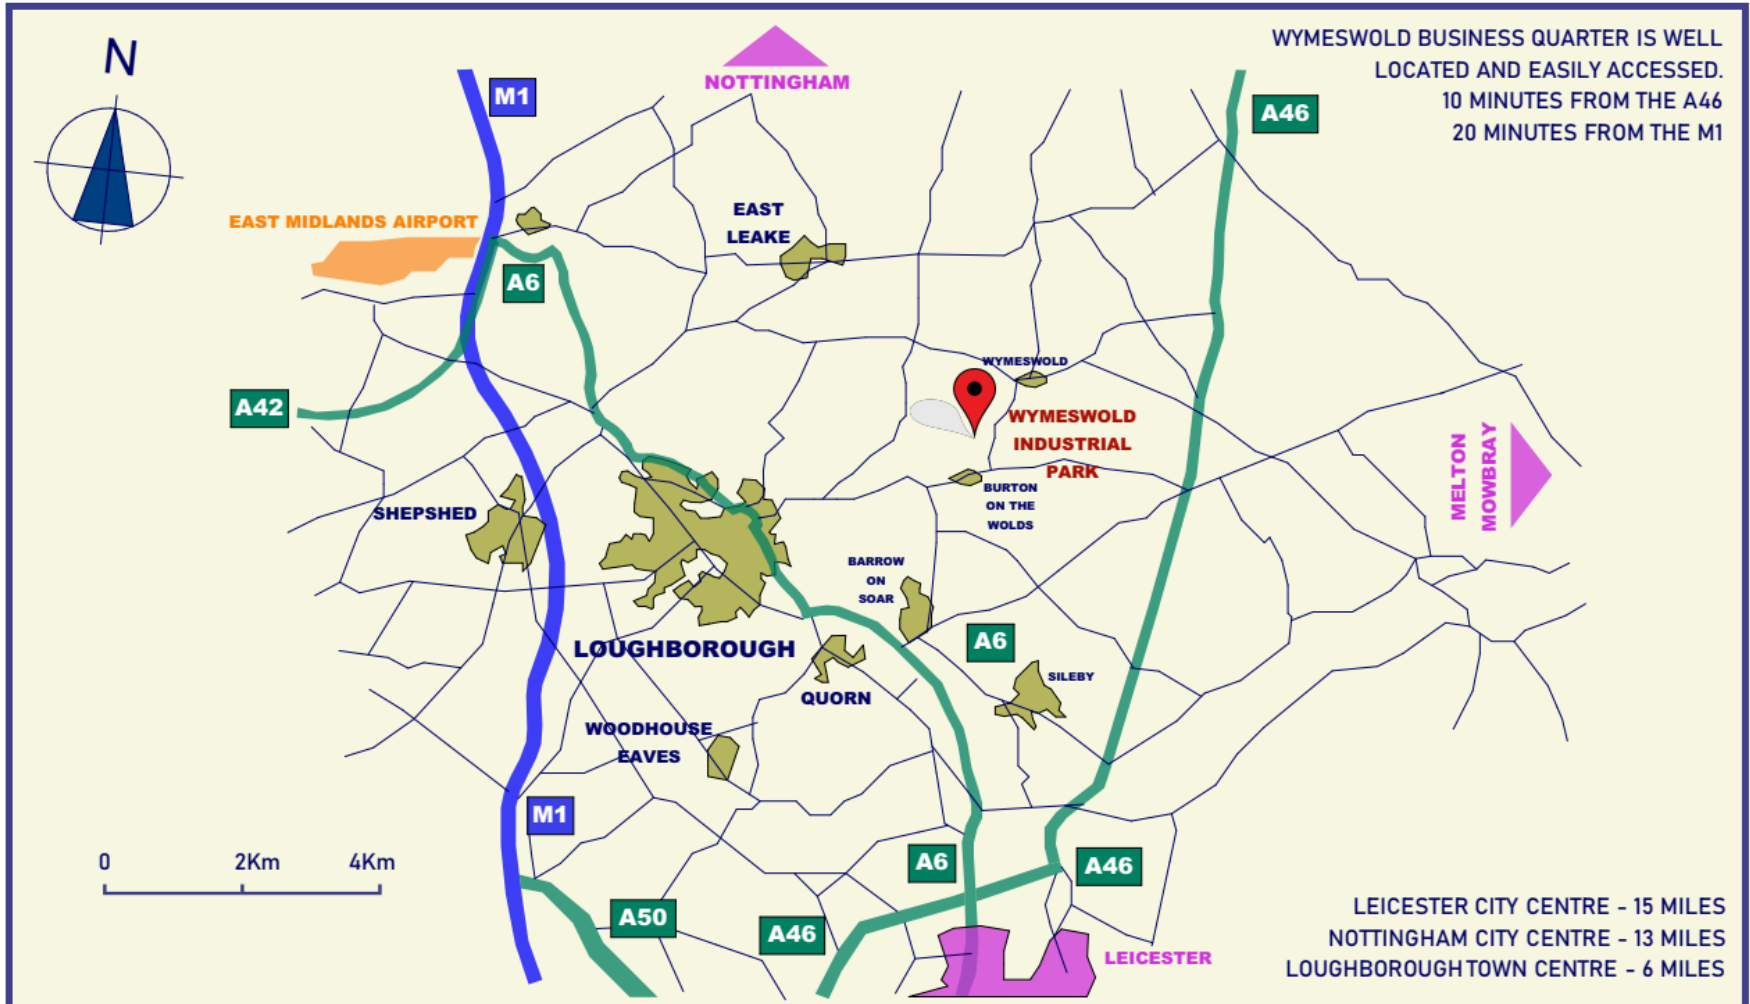 N
NOTTINGHAM
M1
A46
WYMESWOLD BUSINESS QUARTER IS WELL
LOCATED AND EASILY ACCESSED.
10 MINUTES FROM THE A46
20 MINUTES FROM THE M1
EAST MIDLANDS AIRPORT
EAST
LEAKE
A6
WYMESWOLD
A42
WYMESWOLD
INDUSTRIAL
PARK
MELTON
MOWBRAY
BURTON
ON THE
WOLDS
SHEPSHED
BARROW
ON
SOAR
LOUGHBOROUGH
A6
QUORN
SILEBY
WOODHOUSE
EAVES
M1
0 2Km 4Km
A6
A46
A50
A46
LEICESTER
LEICESTER CITY CENTRE - 15 MILES
NOTTINGHAM CITY CENTRE - 13 MILES
LOUGHBOROUGH TOWN CENTRE - 6 MILES